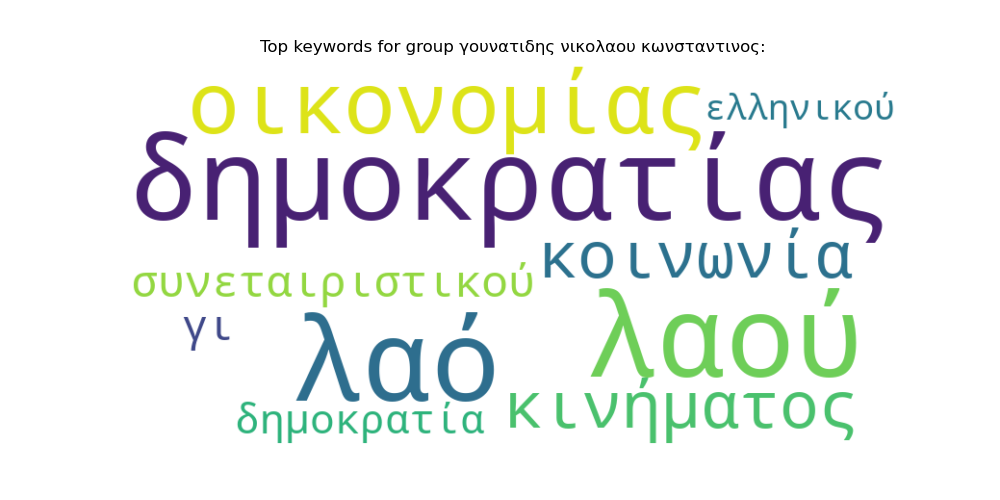 Top keywords for group γουνατιδης νικολαου κωνσταντινος:
οικονομίας
ελληνικού
δημοκρατίας
κοινωνία
συνεταιριστικού
γι
λαό
λαού
δημοκρατία
κινήματος